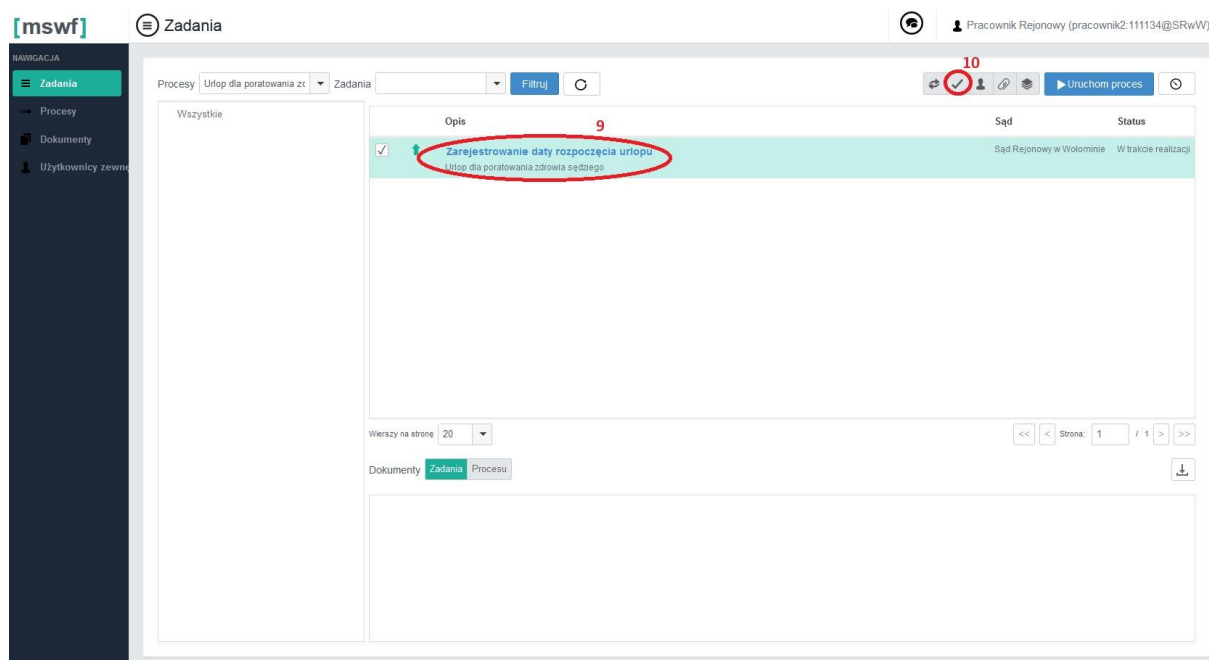 [mswf]
Zadania
Pracownik Rejonowy (pracownik2:111134@SRwW)
NAWIGACJA
Zadania
Procesy
Dokumenty
Użytkownicy zewnę
10
Procesy Urlop dla poratowania zc Zadania Filtruj Uruchom proces
Wszystkie
Opis Sąd Status
9
Zarejestrowanie daty rozpoczęcia urlopu Sąd Rejonowy w Wołominie W trakcie realizacji
Urlop dla poratowania zdrowia sędziego
Wierszy na stronę 20 << < Strona: 1 / 1 > >>
Dokumenty Zadania Procesu